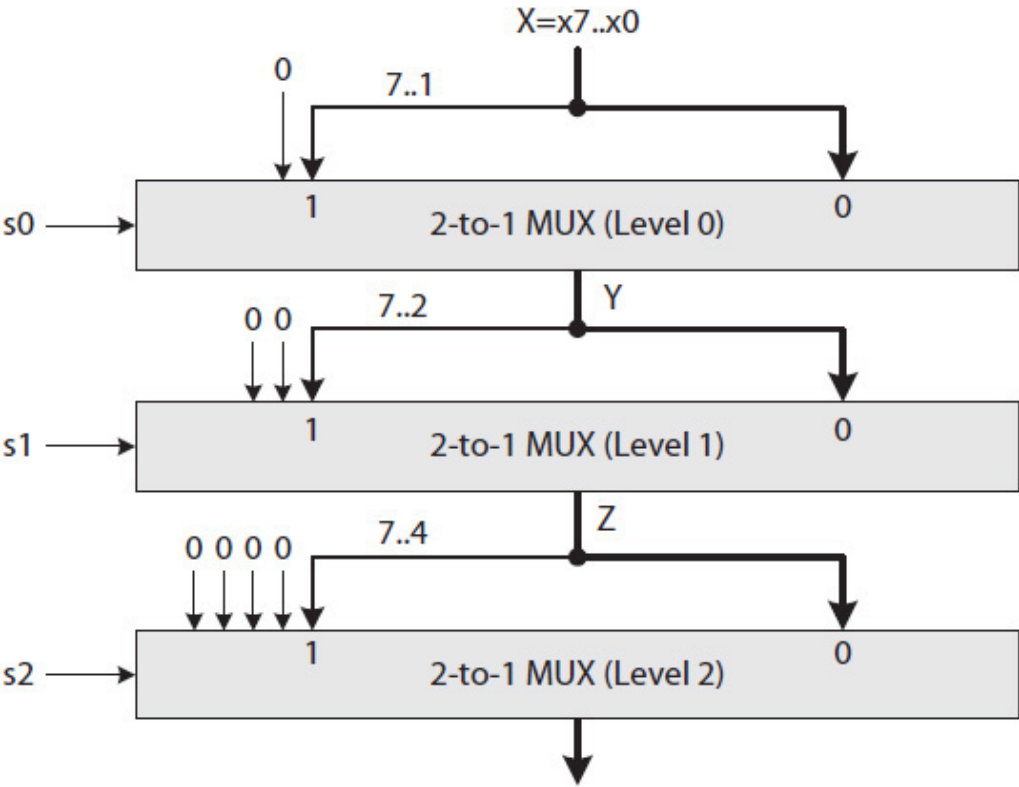 X=x7..x0
0
7..1
s0
1
2-to-1 MUX (Level 0)
0
Y
0 0
7..2
s1
1
2-to-1 MUX (Level 1)
0
Z
0 0 0 0
7..4
s2
1
2-to-1 MUX (Level 2)
0